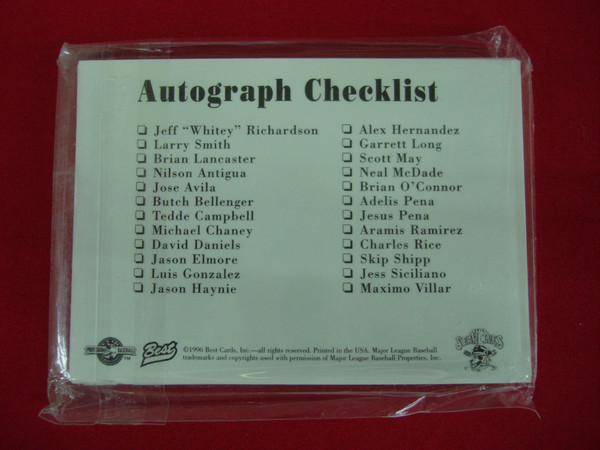 Autograph Checklist
❏ Jeff "Whitey" Richardson
❏ Larry Smith
❏ Brian Lancaster
❏ Nilson Antigua
❏ Jose Avila
❏ Butch Bellenger
❏ Tedde Campbell
❏ Michael Chaney
❏ David Daniels
❏ Jason Elmore
❏ Luis Gonzalez
❏ Jason Haynie
❏ Alex Hernandez
❏ Garrett Long
❏ Scott May
❏ Neal McDade
❏ Brian O'Connor
❏ Adelis Pena
❏ Jesus Pena
❏ Aramis Ramirez
❏ Charles Rice
❏ Skip Shipp
❏ Jess Siciliano
❏ Maximo Villar
PROFESSIONAL BASEBALL
TM
Best
©1996 Best Cards, Inc.—all rights reserved. Printed in the USA. Major League Baseball
trademarks and copyrights used with permission of Major League Baseball Properties, Inc.